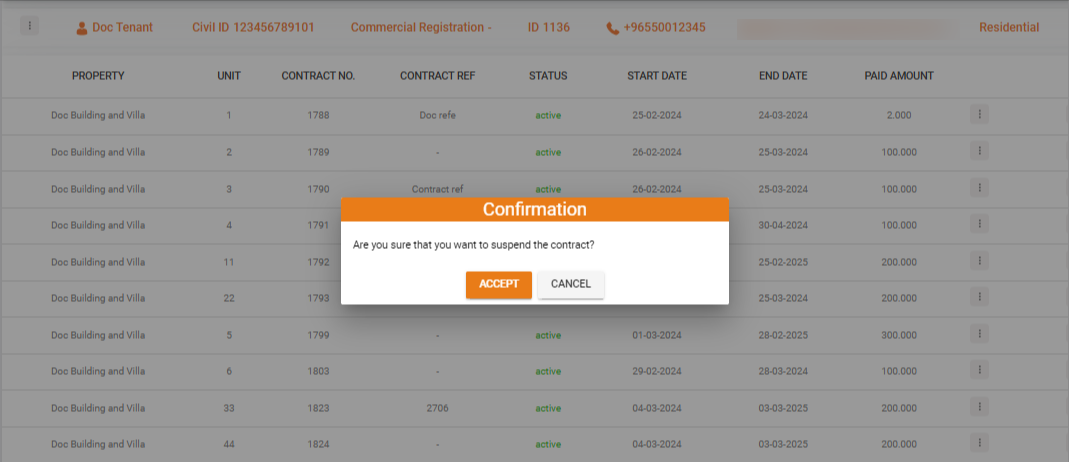 Doc Tenant Civil ID 123456789101 Commercial Registration - ID 1136 +96550012345 Residential
PROPERTY UNIT CONTRACT NO. CONTRACT REF STATUS START DATE END DATE PAID AMOUNT
Doc Building and Villa 1 1788 Doc refe active 25-02-2024 24-03-2024 2.000
Doc Building and Villa 2 1789 - active 26-02-2024 25-03-2024 100.000
Doc Building and Villa 3 1790 Contract ref active 26-02-2024 25-03-2024 100.000
Doc Building and Villa 4 1791 30-04-2024 100.000
Doc Building and Villa 11 1792 25-02-2025 200.000
Doc Building and Villa 22 1793 25-03-2024 200.000
Doc Building and Villa 5 1799 - active 01-03-2024 28-02-2025 300.000
Doc Building and Villa 6 1803 - active 29-02-2024 28-03-2024 100.000
Doc Building and Villa 33 1823 2706 active 04-03-2024 03-03-2025 200.000
Doc Building and Villa 44 1824 - active 04-03-2024 03-03-2025 200.000
Confirmation
Are you sure that you want to suspend the contract?
ACCEPT CANCEL